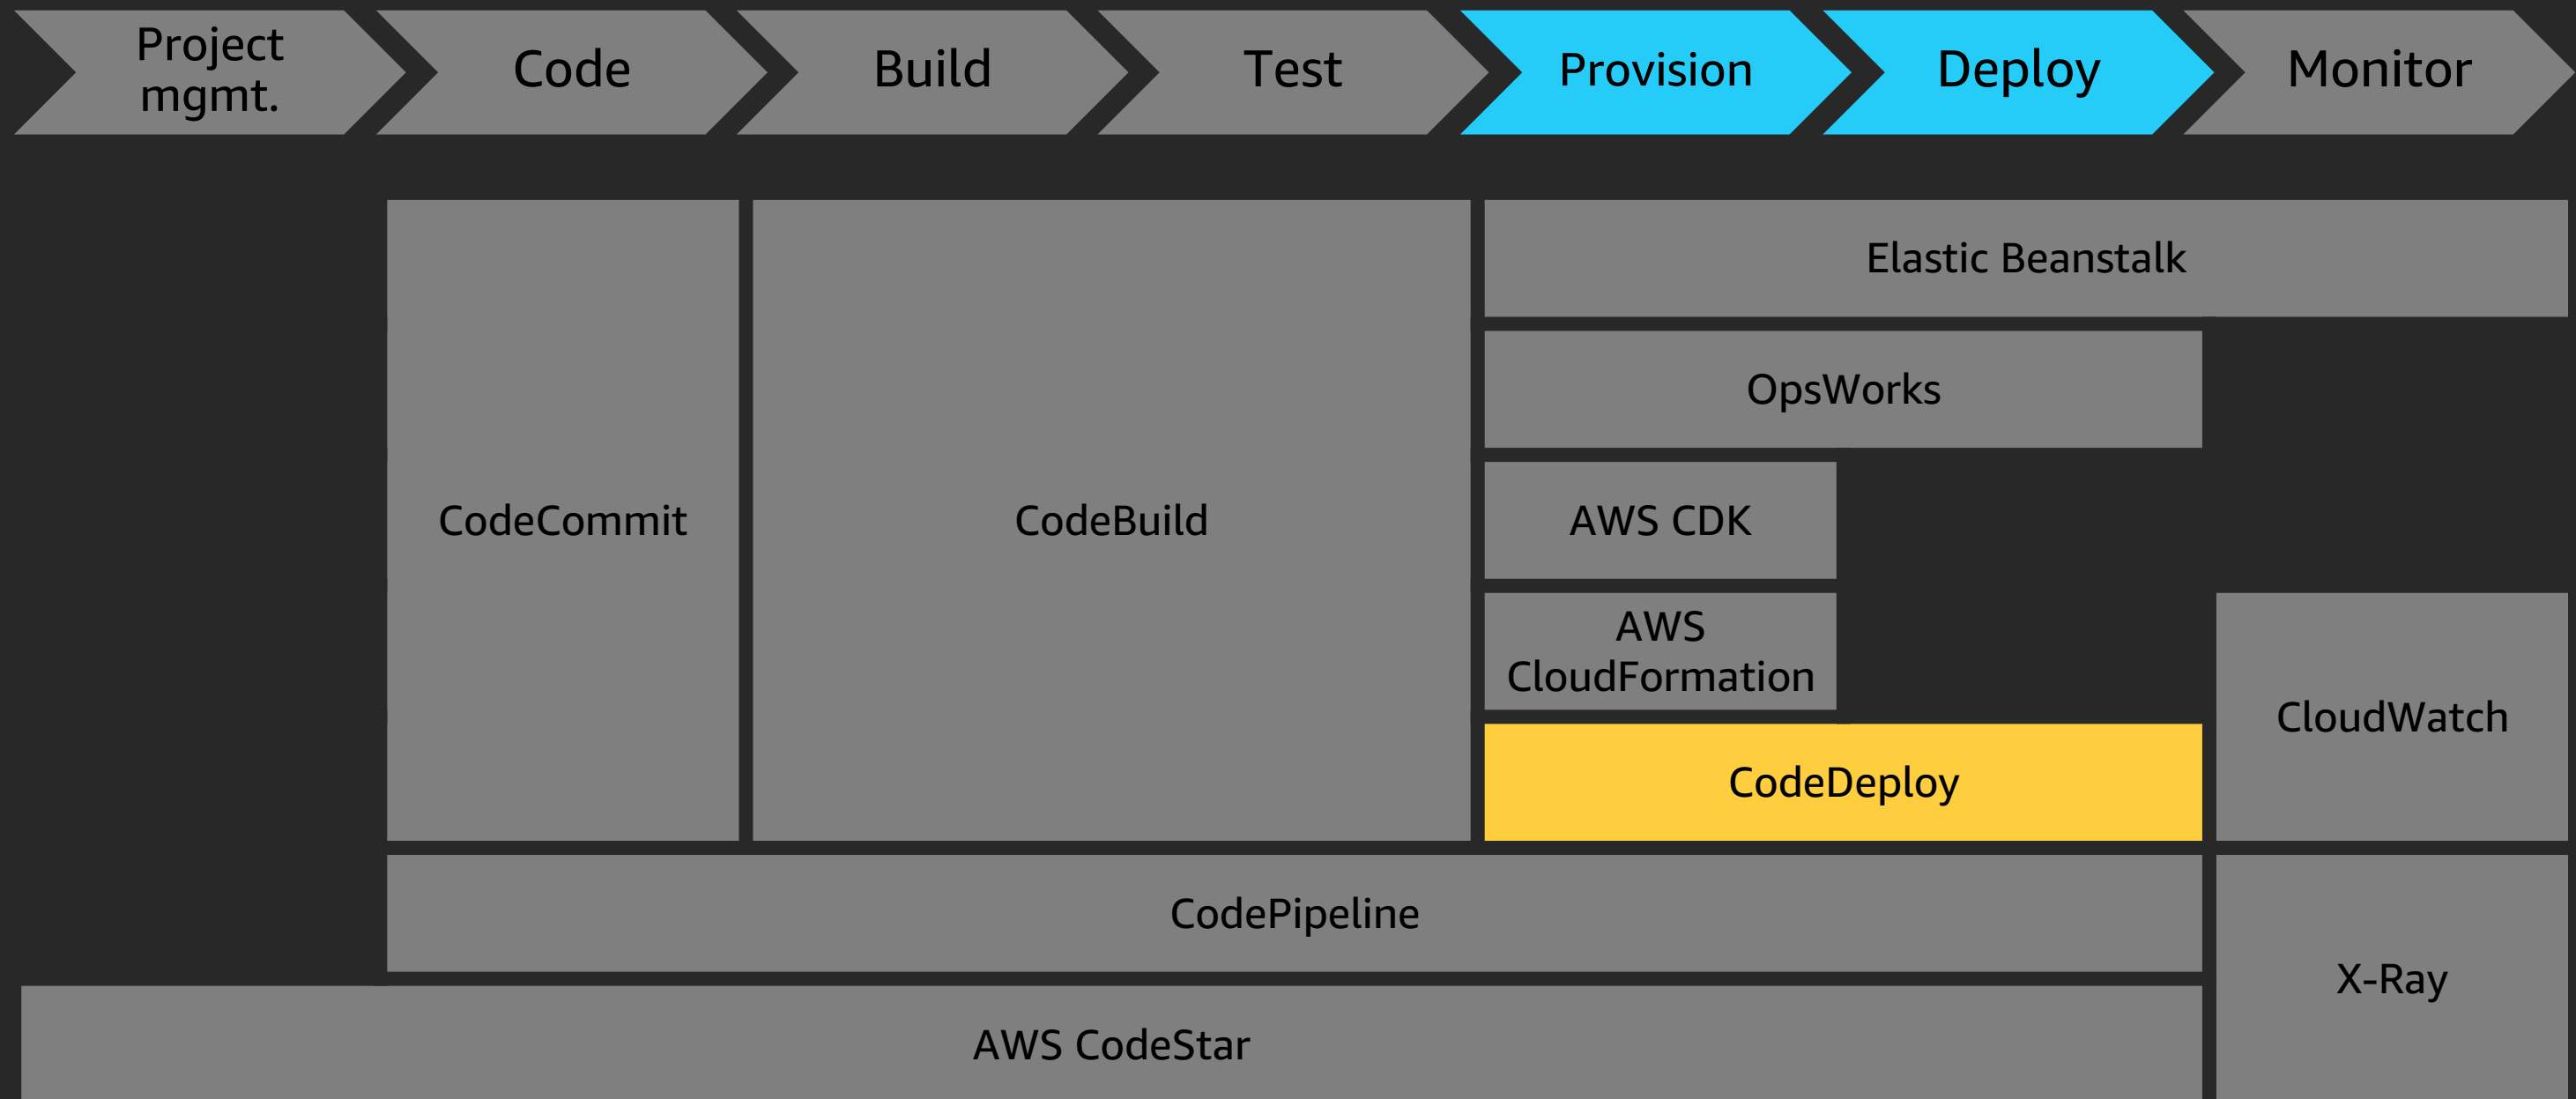 Project
mgmt.
Code
Build
Test
Provision
Deploy
Monitor
Elastic Beanstalk
OpsWorks
CodeCommit
CodeBuild
AWS CDK
AWS
CloudFormation
CloudWatch
CodeDeploy
CodePipeline
X-Ray
AWS CodeStar